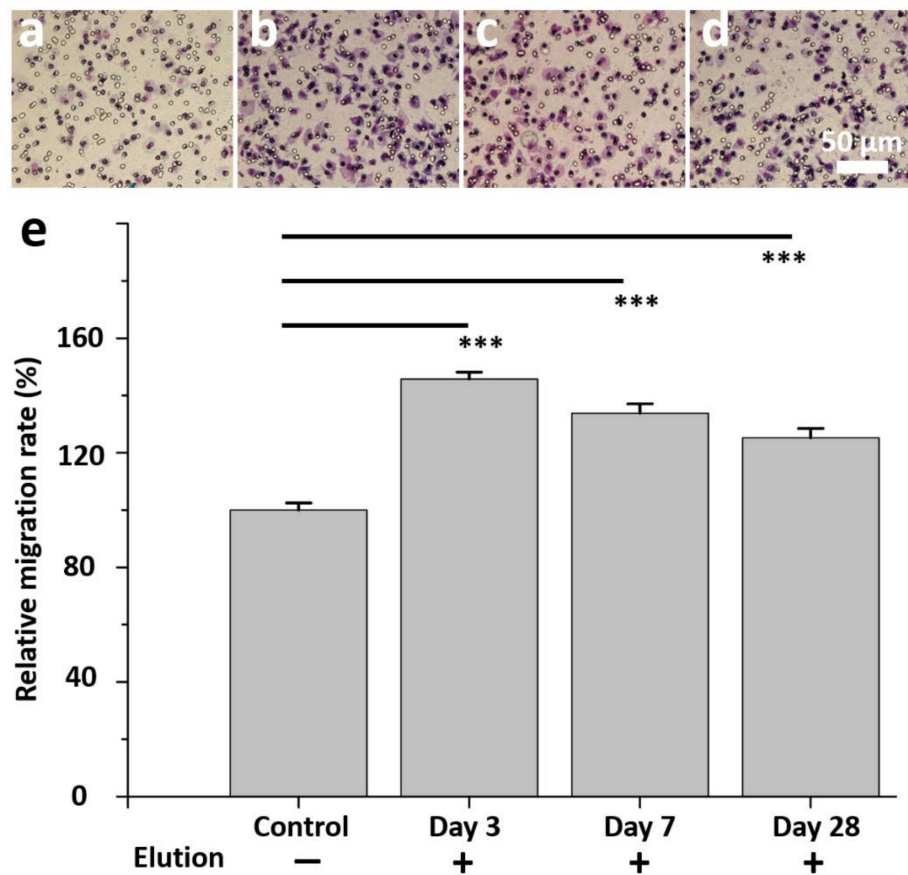 a b c d
50 µm
e
***
***
***
160
120
80
40
0
Relative migration rate (%)
Control Day 3 Day 7 Day 28
Elution − + + +